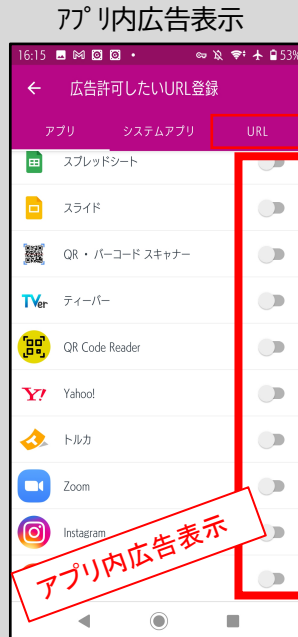 アプリ内広告表示
16:15 53%
広告許可したいURL登録
アプリ システムアプリ URL
スプレッドシート
スライド
QR・バーコード スキャナー
TVer ティーバー
QR Code Reader
Y! Yahoo!
トルカ
Zoom
Instagram
アプリ内広告表示